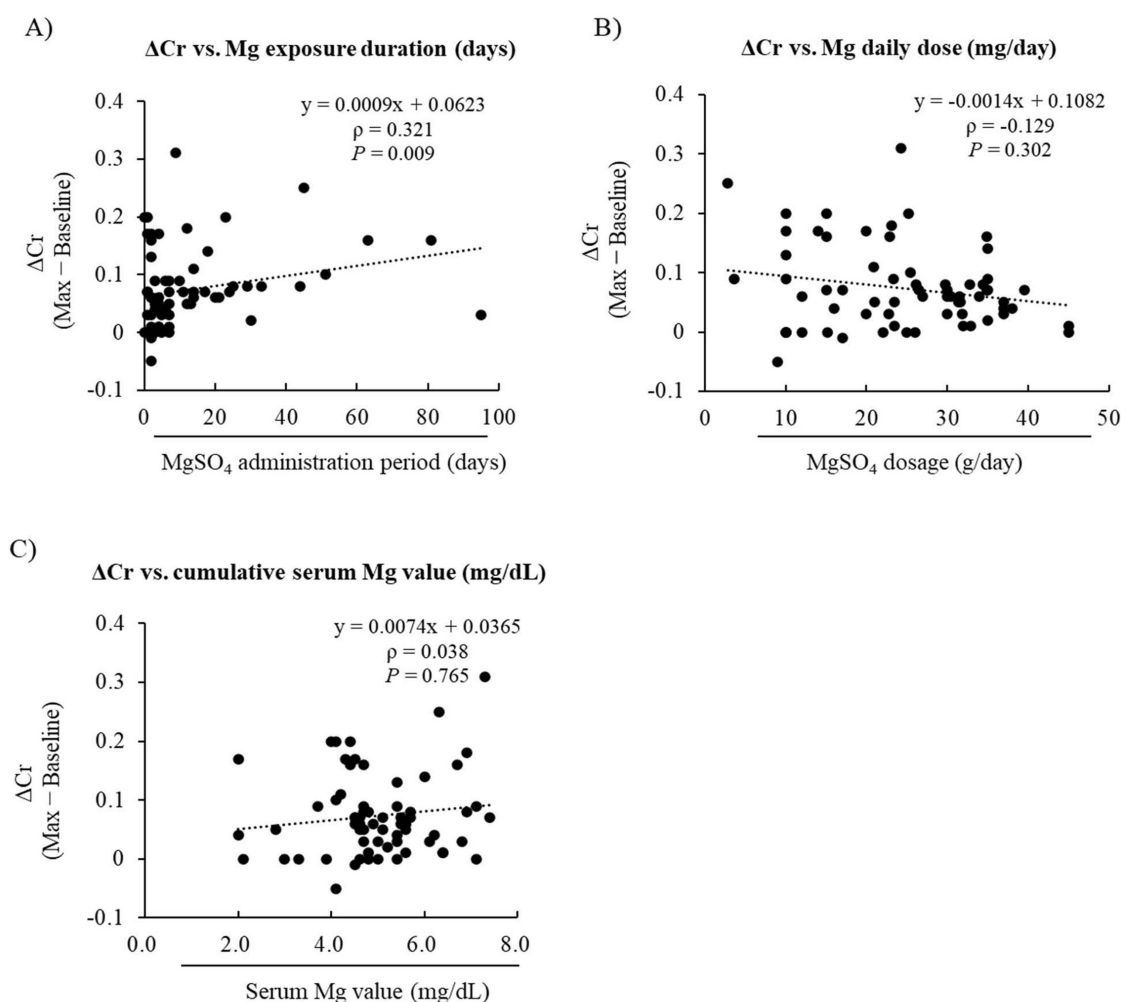 A)
ΔCr vs. Mg exposure duration (days)
y = 0.0009x + 0.0623
ρ = 0.321
P = 0.009
ΔCr
(Max – Baseline)
0.4
0.3
0.2
0.1
0
-0.1
0 20 40 60 80 100
MgSO₄ administration period (days)
B)
ΔCr vs. Mg daily dose (mg/day)
y = -0.0014x + 0.1082
ρ = -0.129
P = 0.302
ΔCr
(Max – Baseline)
0.4
0.3
0.2
0.1
0
-0.1
0 10 20 30 40 50
MgSO₄ dosage (g/day)
C)
ΔCr vs. cumulative serum Mg value (mg/dL)
y = 0.0074x + 0.0365
ρ = 0.038
P = 0.765
ΔCr
(Max – Baseline)
0.4
0.3
0.2
0.1
0
-0.1
0.0 2.0 4.0 6.0 8.0
Serum Mg value (mg/dL)